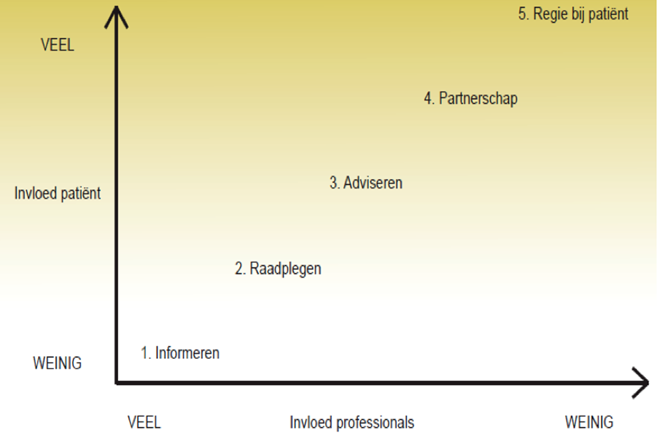 5. Regie bij patiënt
VEEL
4. Partnerschap
3. Adviseren
Invloed patiënt
2. Raadplegen
1. Informeren
WEINIG
VEEL Invloed professionals WEINIG